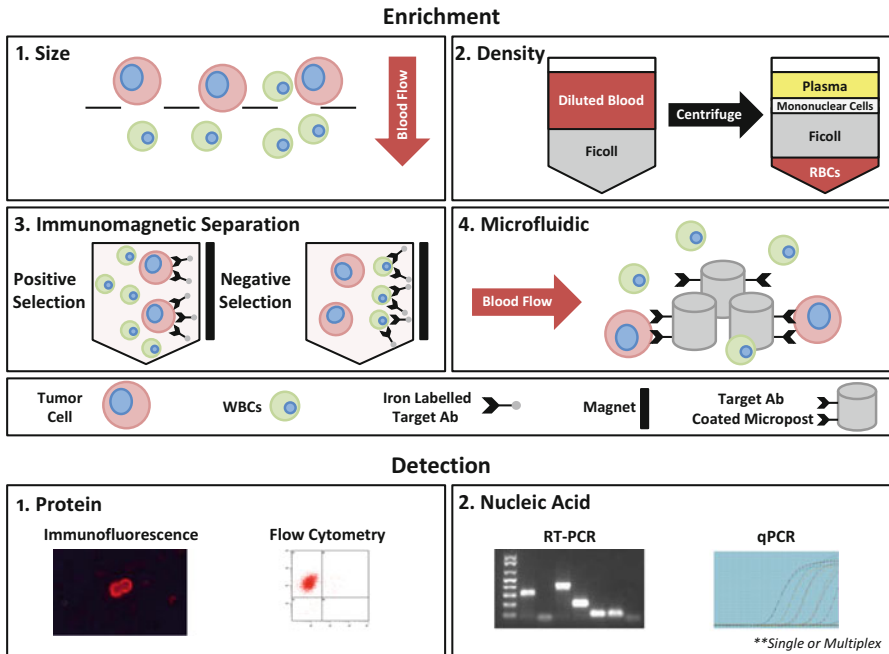 Enrichment
1. Size
Blood Flow
2. Density
Diluted Blood
Ficoll
Centrifuge
Plasma
Mononuclear Cells
Ficoll
RBCs
3. Immunomagnetic Separation
Positive
Selection
Negative
Selection
4. Microfluidic
Blood Flow
Tumor
Cell
WBCs
Iron Labelled
Target Ab
Magnet
Target Ab
Coated Micropost
Detection
1. Protein
Immunofluorescence
Flow Cytometry
2. Nucleic Acid
RT-PCR
qPCR
**Single or Multiplex